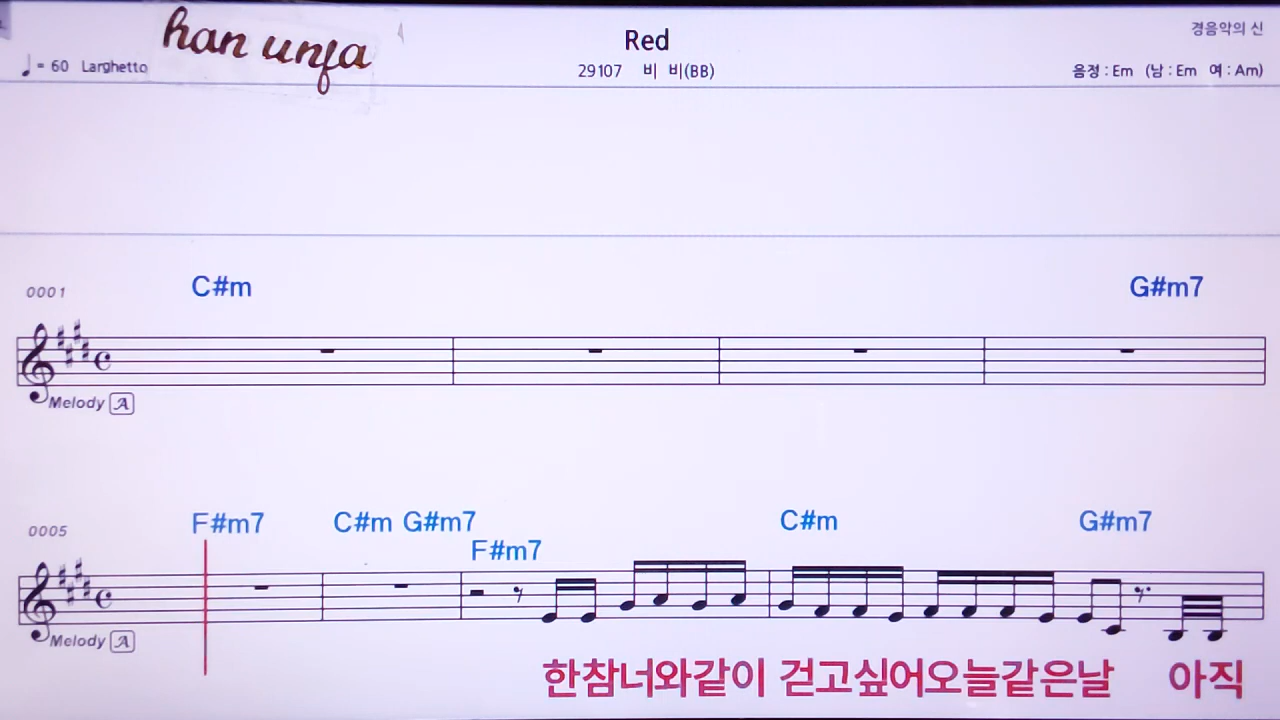 han unja
Red
경음악의 신
♩= 60 Larghetto
29107 비 비(BB)
음정 : Em (남 : Em 여 : Am)
0001
C#m
G#m7
Melody A
0005
F#m7
C#m G#m7
F#m7
C#m
G#m7
Melody A
한참너와같이 걷고싶어오늘같은날 아직